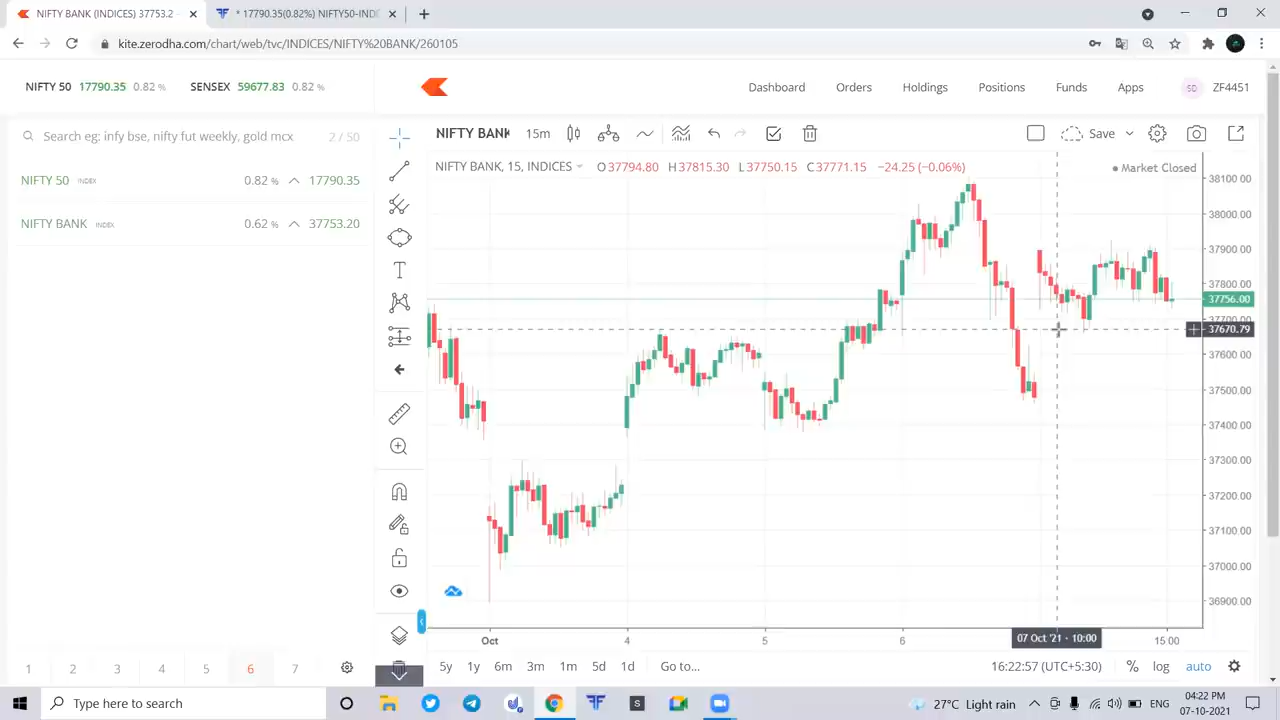 NIFTY BANK (INDICES) 37753.2
* 17790.35(0.82%) NIFTY50-IND
kite.zerodha.com/chart/web/tvc/INDICES/NIFTY%20BANK/260105
NIFTY 50 17790.35 0.82 % SENSEX 59677.83 0.82 %
Dashboard Orders Holdings Positions Funds Apps SD ZF4451
Search eg: infy bse, nifty fut weekly, gold mcx 2 / 50
NIFTY BANK 15m Save
NIFTY BANK, 15, INDICES O37794.80 H37815.30 L37750.15 C37771.15 −24.25 (−0.06%) Market Closed
NIFTY 50 INDEX 0.82 % 17790.35
NIFTY BANK INDEX 0.62 % 37753.20
38100.00
38000.00
37900.00
37800.00
37756.00
37700.00
37670.79
37600.00
37500.00
37400.00
37300.00
37200.00
37100.00
37000.00
36900.00
Oct 4 5 6 07 Oct '21 - 10:00 15:00
1 2 3 4 5 6 7
5y 1y 6m 3m 1m 5d 1d Go to... 16:22:57 (UTC+5:30) % log auto
Type here to search
27°C Light rain ENG
04:22 PM
07-10-2021